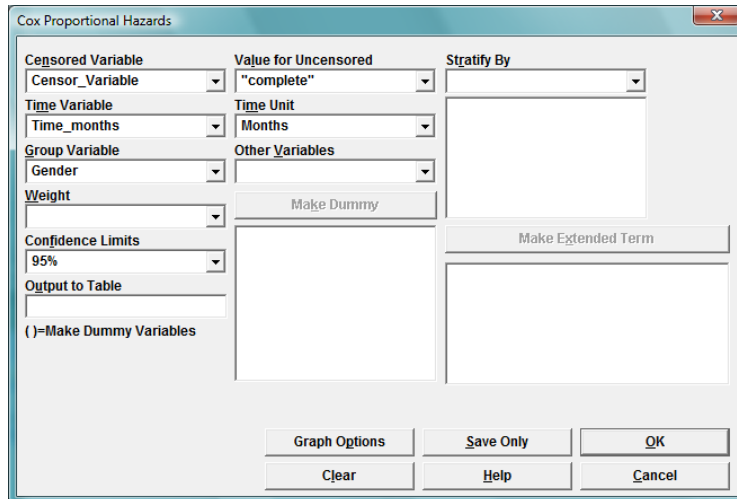 Cox Proportional Hazards
Censored Variable
Value for Uncensored
Stratify By
Censor_Variable
"complete"
Time Variable
Time Unit
Time_months
Months
Group Variable
Other Variables
Gender
Weight
Make Dummy
Confidence Limits
Make Extended Term
95%
Output to Table
( )=Make Dummy Variables
Graph Options
Save Only
OK
Clear
Help
Cancel